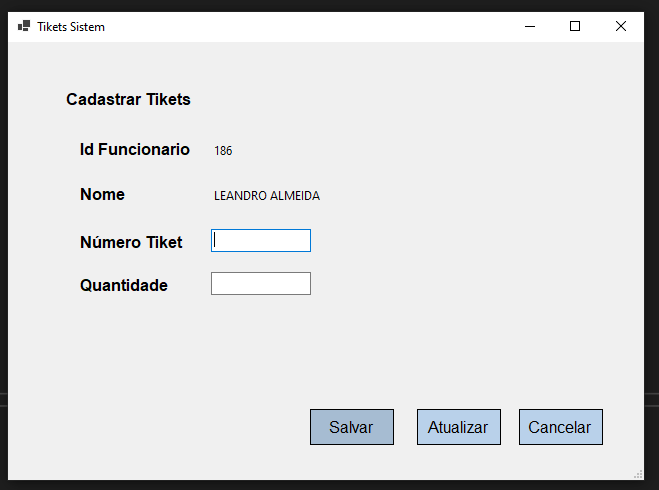 Tikets Sistem
Cadastrar Tikets
Id Funcionario 186
Nome LEANDRO ALMEIDA
Número Tiket
Quantidade
Salvar Atualizar Cancelar